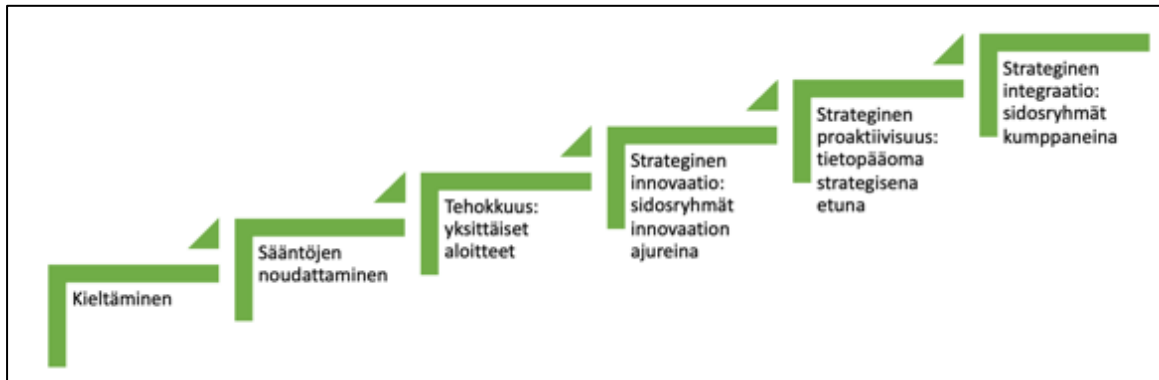 Kieltäminen
Sääntöjen
noudattaminen
Tehokkuus:
yksittäiset
aloitteet
Strateginen
innovaatio:
sidosryhmät
innovaation
ajureina
Strateginen
proaktiivisuus:
tietopääoma
strategisena
etuna
Strateginen
integraatio:
sidosryhmät
kumppaneina